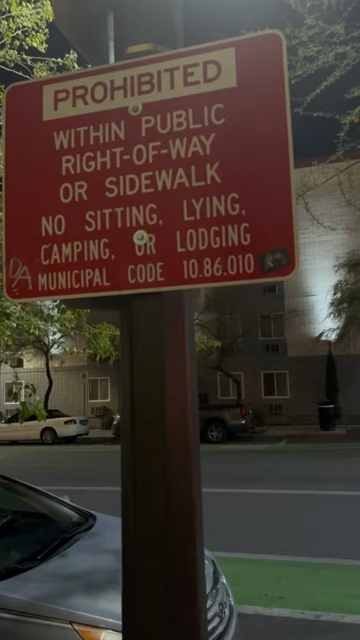 PROHIBITED
WITHIN PUBLIC
RIGHT-OF-WAY
OR SIDEWALK
NO SITTING, LYING,
CAMPING, OR LODGING
MUNICIPAL CODE 10.86.010